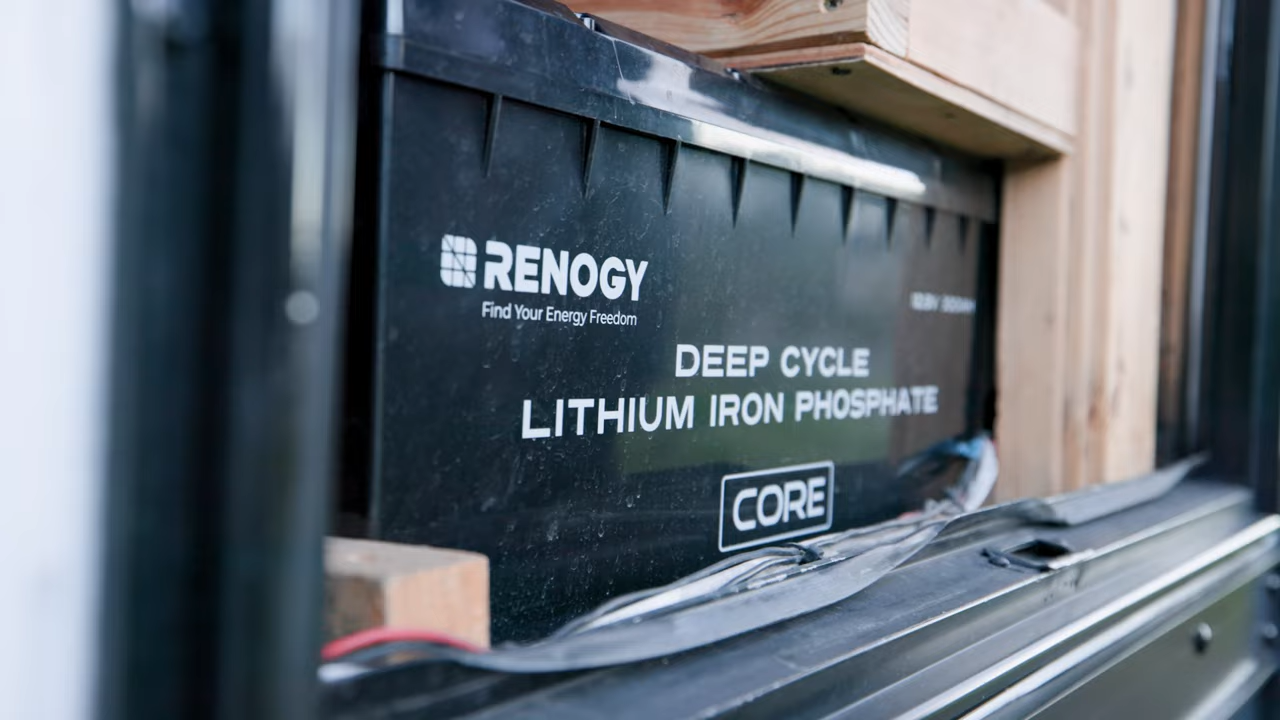 RENOGY
Find Your Energy Freedom
DEEP CYCLE
LITHIUM IRON PHOSPHATE
CORE